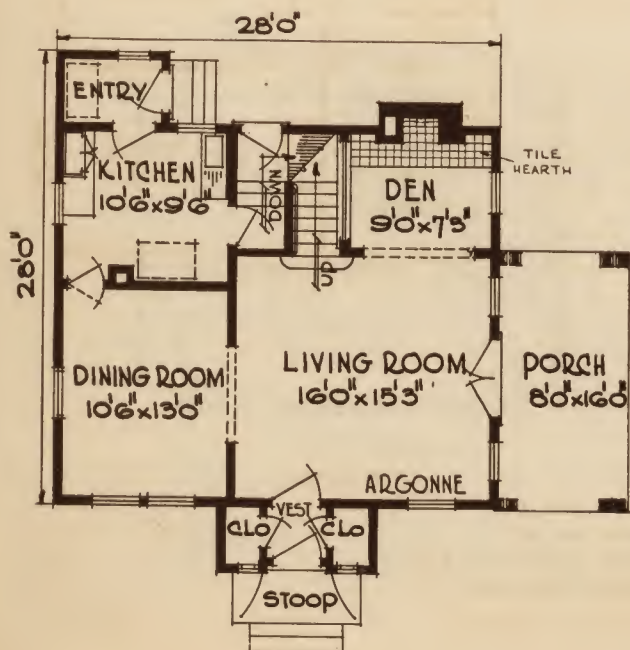 28'0"
ENTRY
TILE
HEARTH
KITCHEN
10'6"x9'6"
DOWN
DEN
9'0"x7'3"
28'0"
UP
DINING ROOM
10'6"x13'0"
LIVING ROOM
16'0"x15'3"
PORCH
8'0"x16'0"
ARGONNE
VEST
CLO
CLO
STOOP